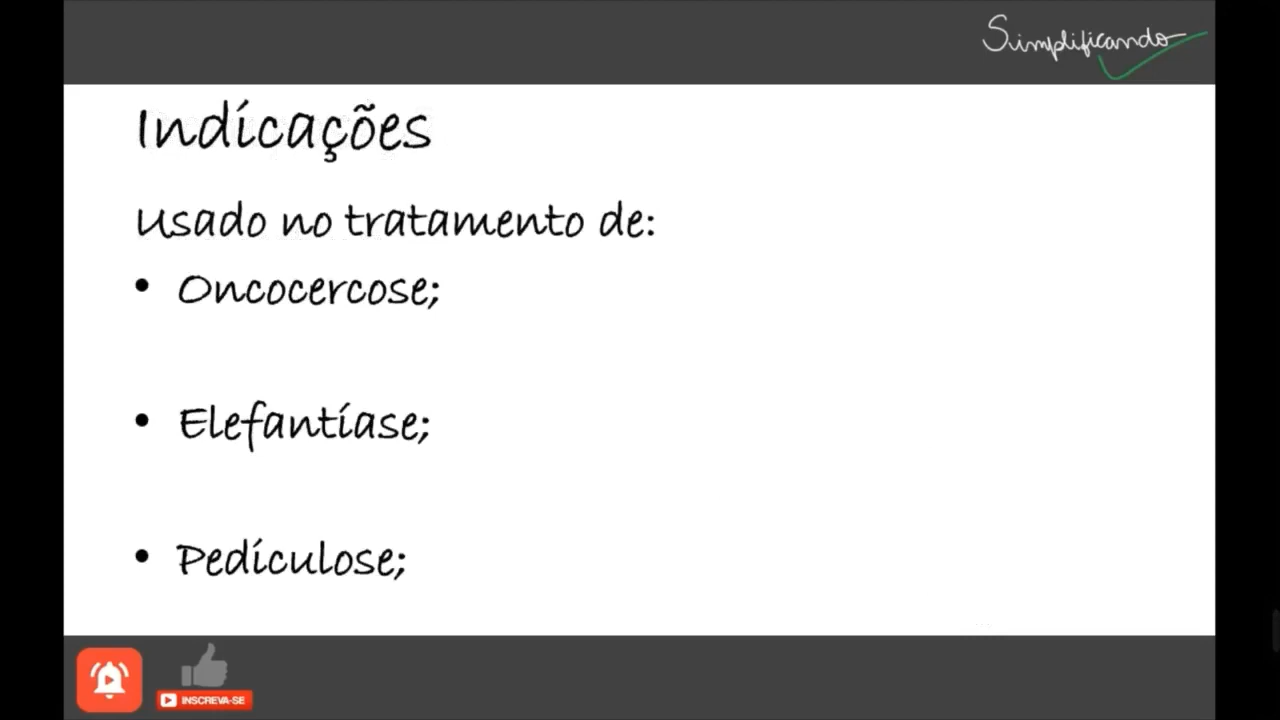 Simplificando
Indicações
Usado no tratamento de:
• Oncocercose;
• Elefantíase;
• Pediculose;
INSCREVA-SE